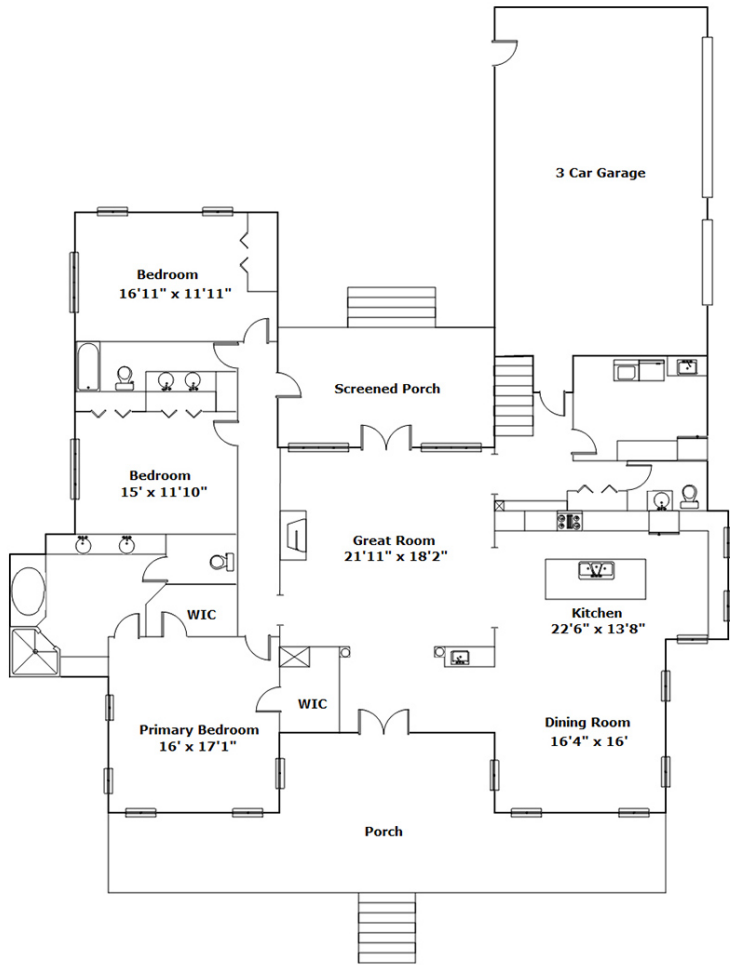 3 Car Garage
Bedroom
16'11" x 11'11"
Screened Porch
Bedroom
15' x 11'10"
Great Room
21'11" x 18'2"
WIC
Kitchen
22'6" x 13'8"
WIC
Primary Bedroom
16' x 17'1"
Dining Room
16'4" x 16'
Porch